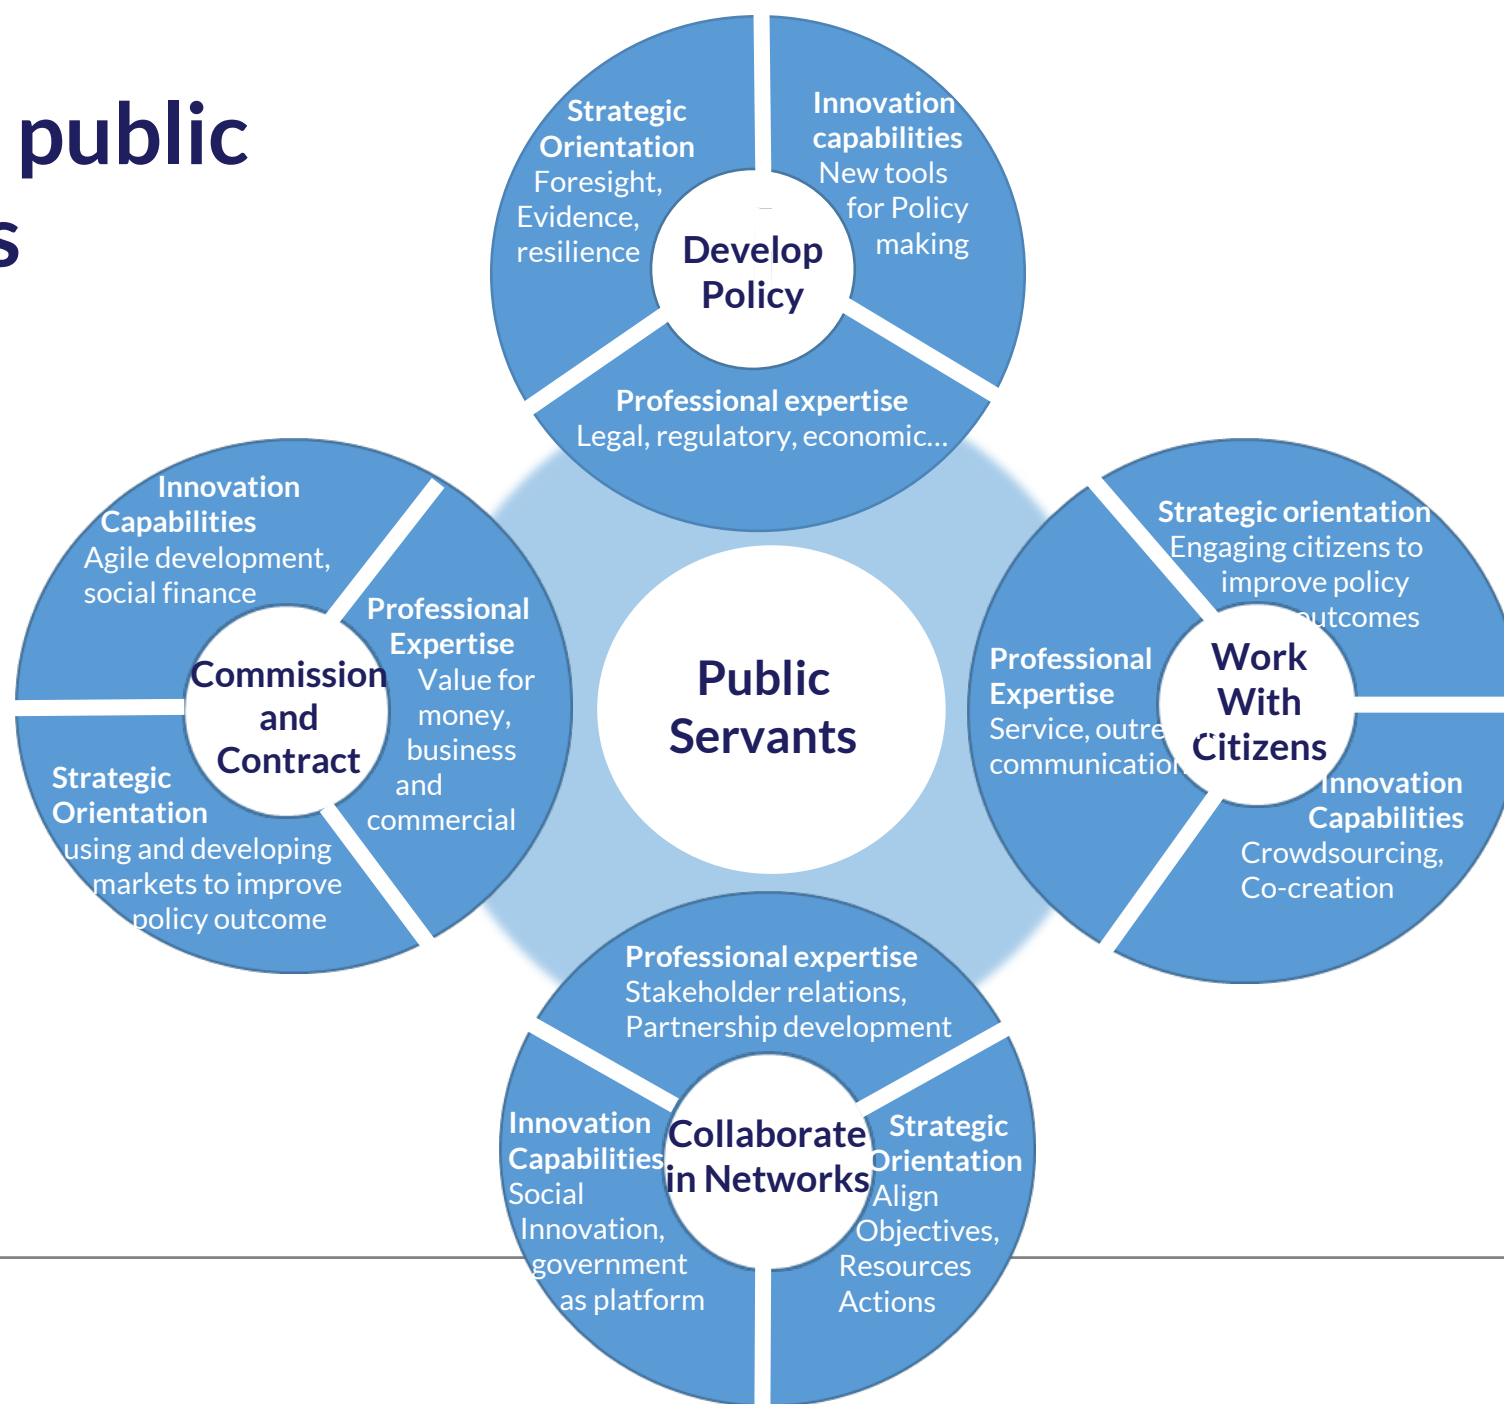 public
s
Strategic
Orientation
Foresight,
Evidence,
resilience
Innovation
capabilities
New tools
for Policy
making
Develop
Policy
Professional expertise
Legal, regulatory, economic...
Innovation
Capabilities
Agile development,
social finance
Professional
Expertise
Value for
money,
business
and
commercial
Commission
and
Contract
Strategic
Orientation
using and developing
markets to improve
policy outcome
Public
Servants
Strategic orientation
Engaging citizens to
improve policy
outcomes
Professional
Expertise
Service,
communication
Work
With
Citizens
Innovation
Capabilities
Crowdsourcing,
Co-creation
Professional expertise
Stakeholder relations,
Partnership development
Innovation
Capabilities
Social
Innovation,
government
as platform
Collaborate
in Networks
Strategic
Orientation
Align
Objectives,
Resources
Actions